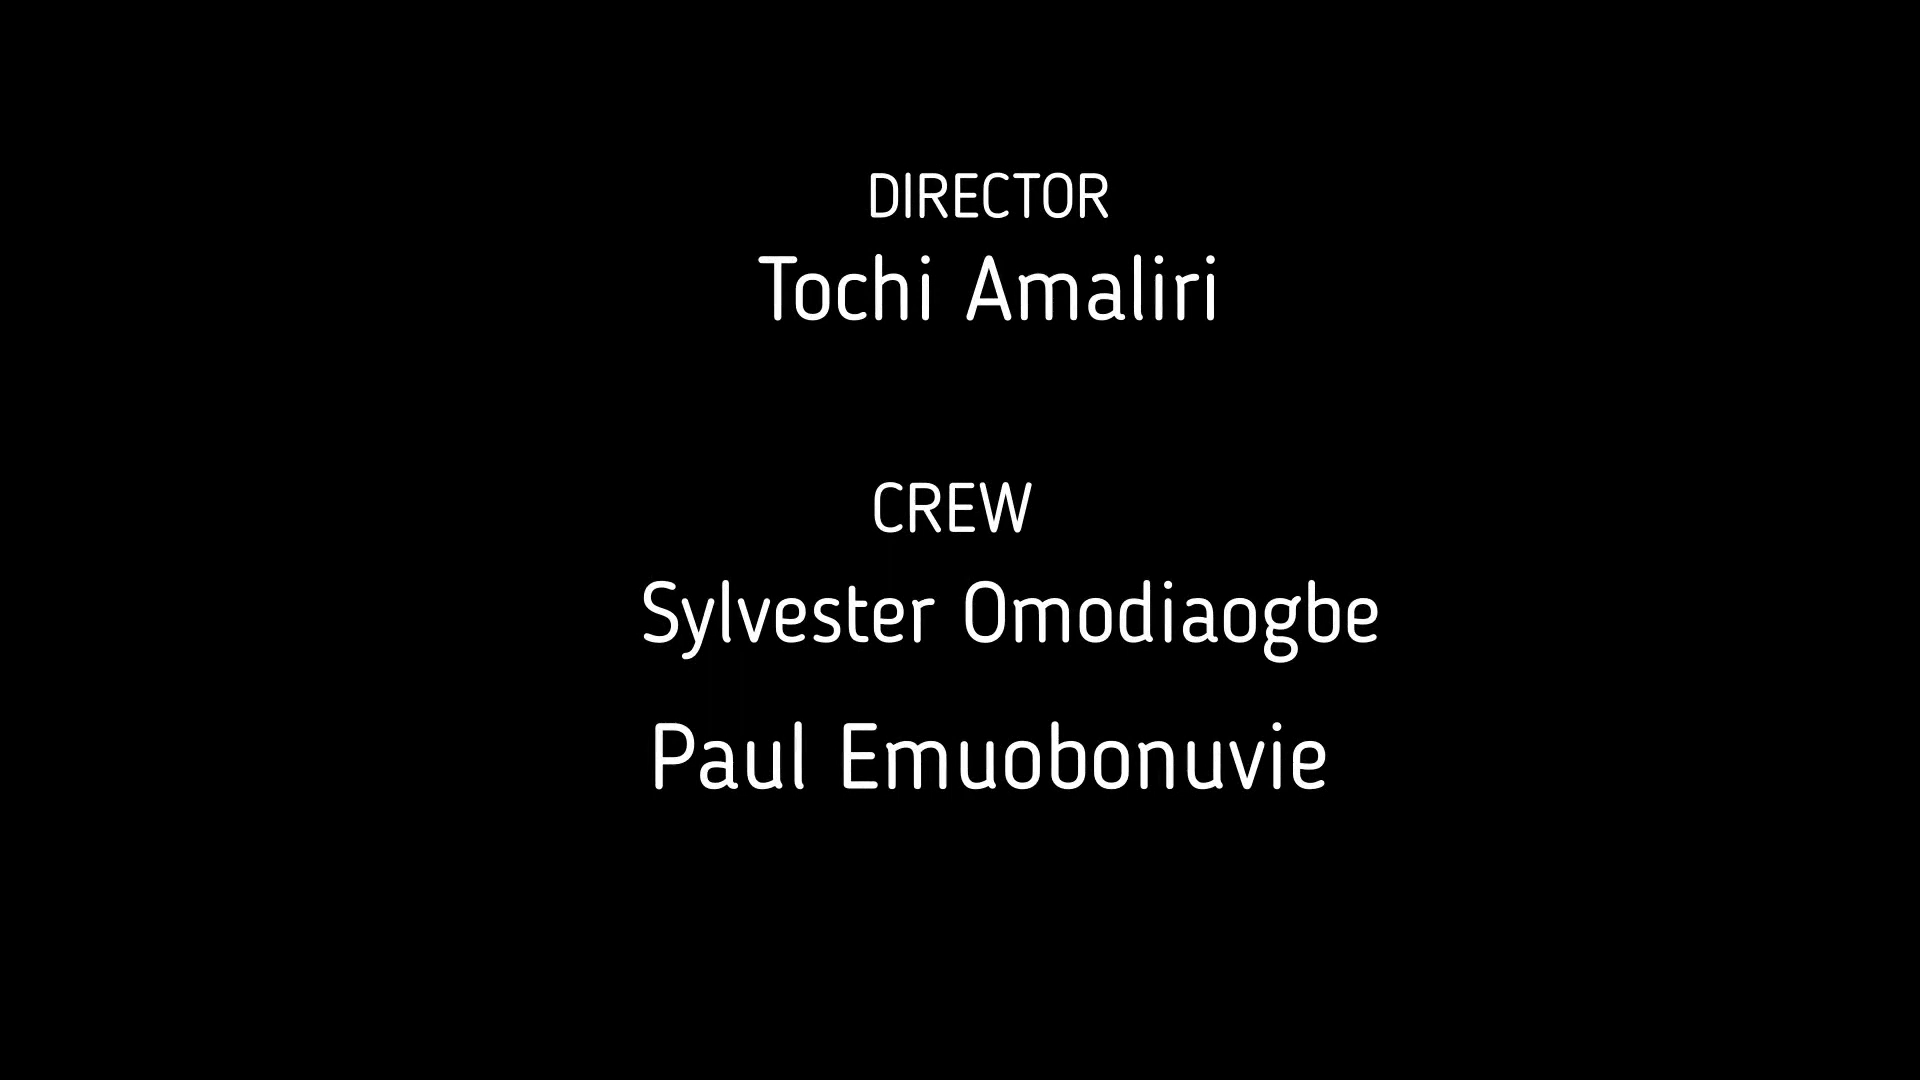 DIRECTOR
Tochi Amaliri
CREW
Sylvester Omodiaogbe
Paul Emuobonuvie